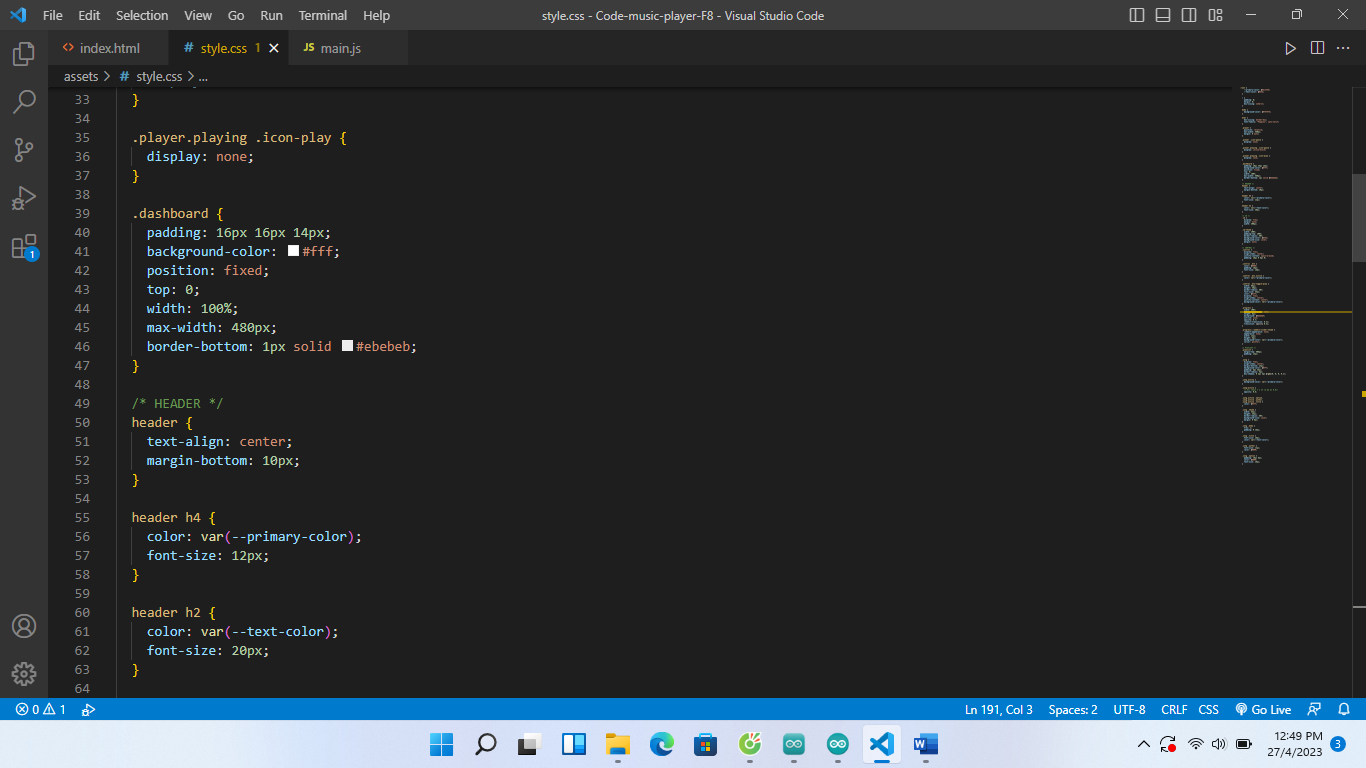 File Edit Selection View Go Run Terminal Help style.css - Code-music-player-F8 - Visual Studio Code
index.html # style.css 1 JS main.js
assets > # style.css > ...
33 }
34
35 .player.playing .icon-play {
36 display: none;
37 }
38
39 .dashboard {
40 padding: 16px 16px 14px;
41 background-color: #fff;
42 position: fixed;
43 top: 0;
44 width: 100%;
45 max-width: 480px;
46 border-bottom: 1px solid #ebebeb;
47 }
48
49 /* HEADER */
50 header {
51 text-align: center;
52 margin-bottom: 10px;
53 }
54
55 header h4 {
56 color: var(--primary-color);
57 font-size: 12px;
58 }
59
60 header h2 {
61 color: var(--text-color);
62 font-size: 20px;
63 }
64
1
0 1 Ln 191, Col 3 Spaces: 2 UTF-8 CRLF CSS Go Live
W 12:49 PM
27/4/2023 3